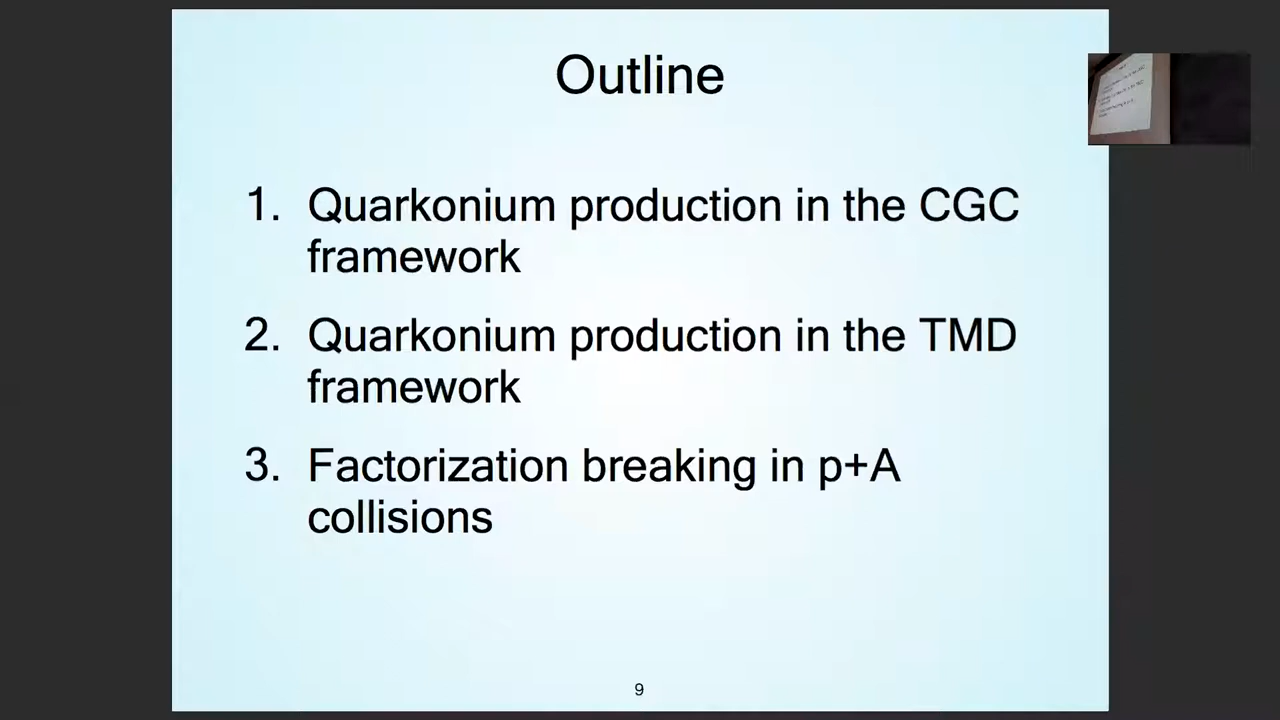 Outline
1. Quarkonium production in the CGC
framework
2. Quarkonium production in the TMD
framework
3. Factorization breaking in p+A
collisions
9